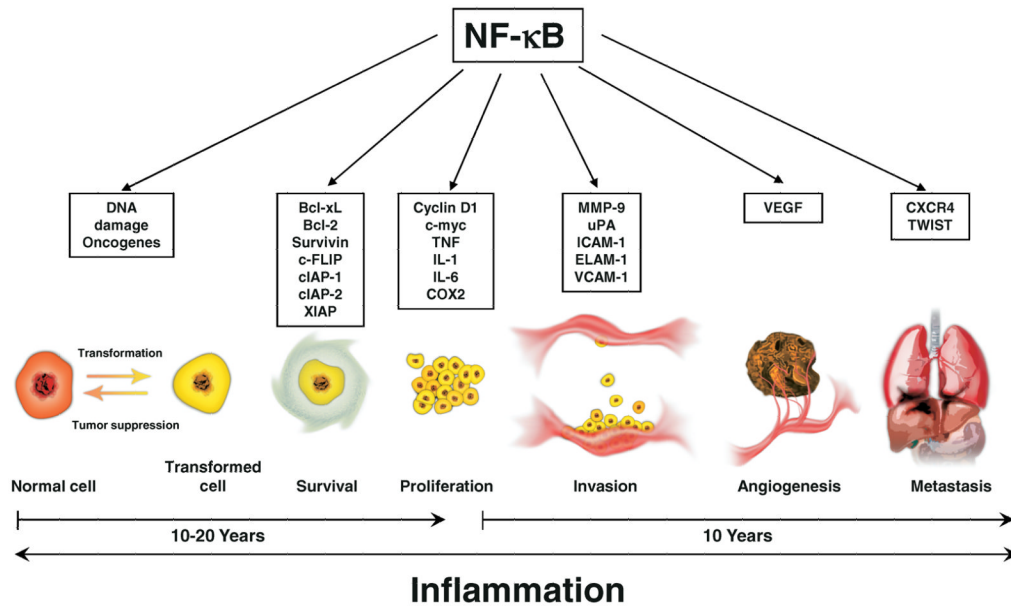 NF-κB
DNA
damage
Oncogenes
Bcl-xL
Bcl-2
Survivin
c-FLIP
cIAP-1
cIAP-2
XIAP
Cyclin D1
c-myc
TNF
IL-1
IL-6
COX2
MMP-9
uPA
ICAM-1
ELAM-1
VCAM-1
VEGF
CXCR4
TWIST
Transformation
Tumor suppression
Normal cell
Transformed
cell
Survival
Proliferation
Invasion
Angiogenesis
Metastasis
10-20 Years
10 Years
Inflammation